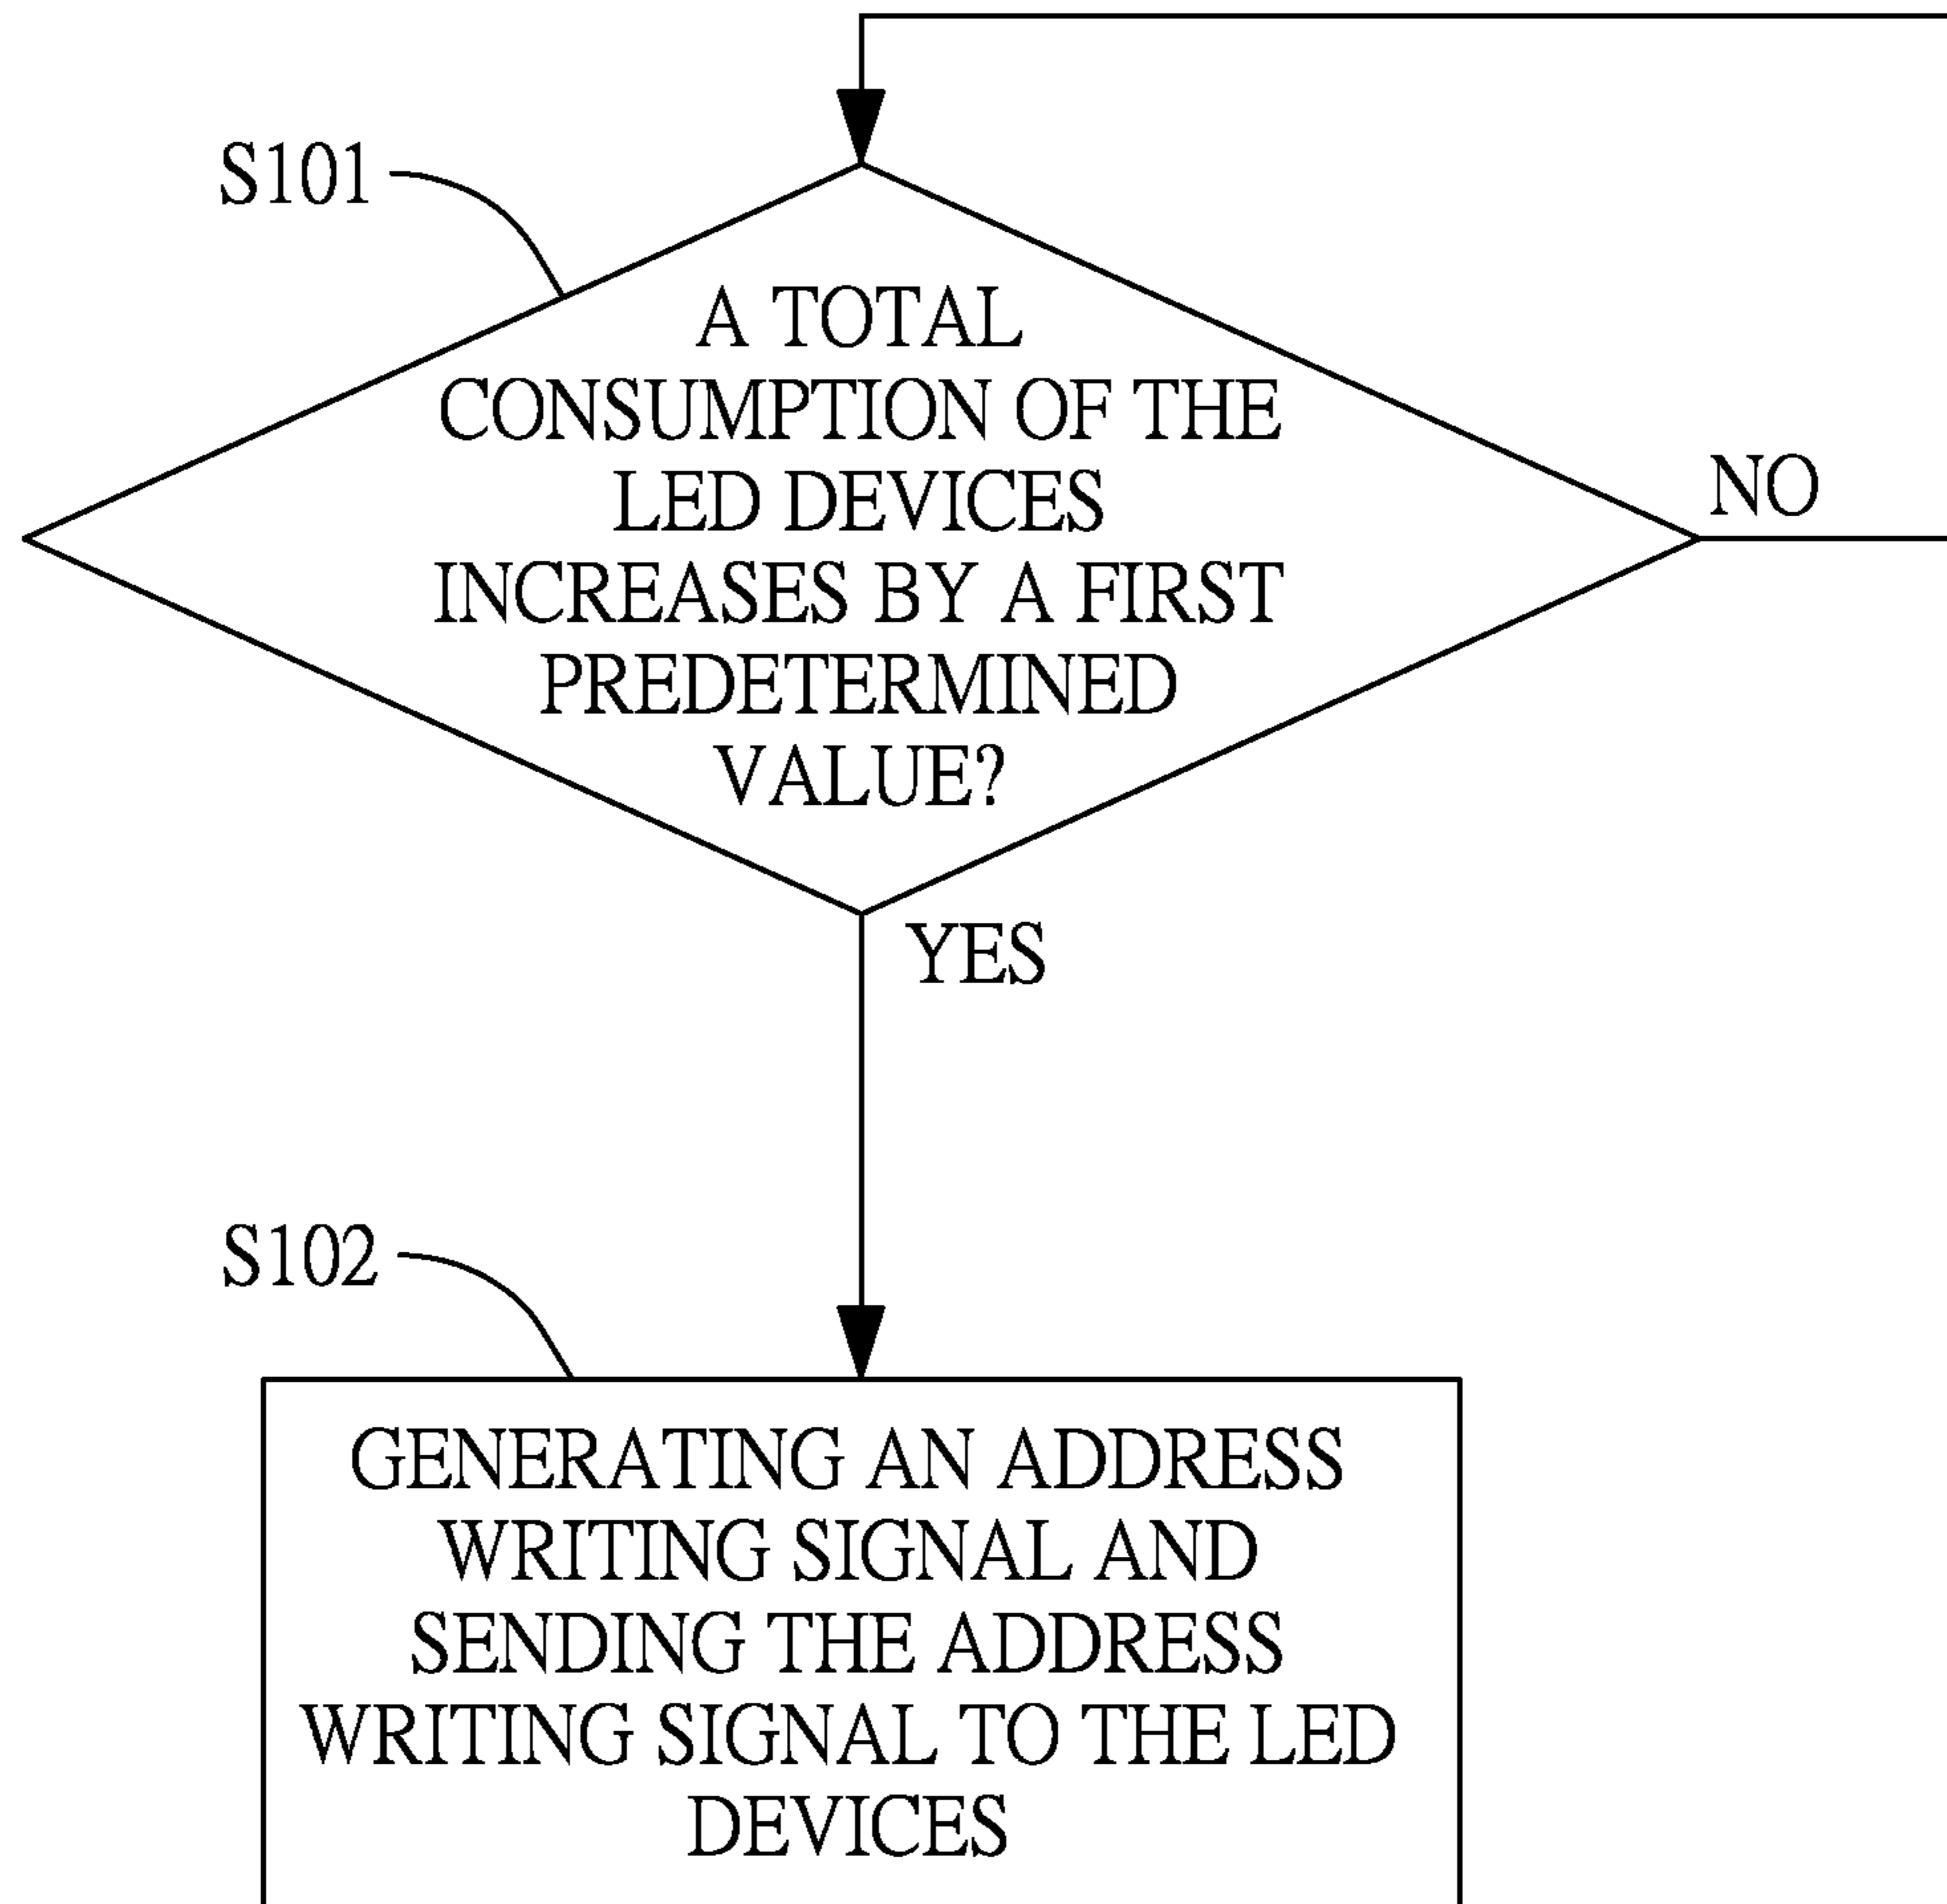 S101
A TOTAL
CONSUMPTION OF THE
LED DEVICES
INCREASES BY A FIRST
PREDETERMINED
VALUE?
NO
YES
S102
GENERATING AN ADDRESS
WRITING SIGNAL AND
SENDING THE ADDRESS
WRITING SIGNAL TO THE LED
DEVICES